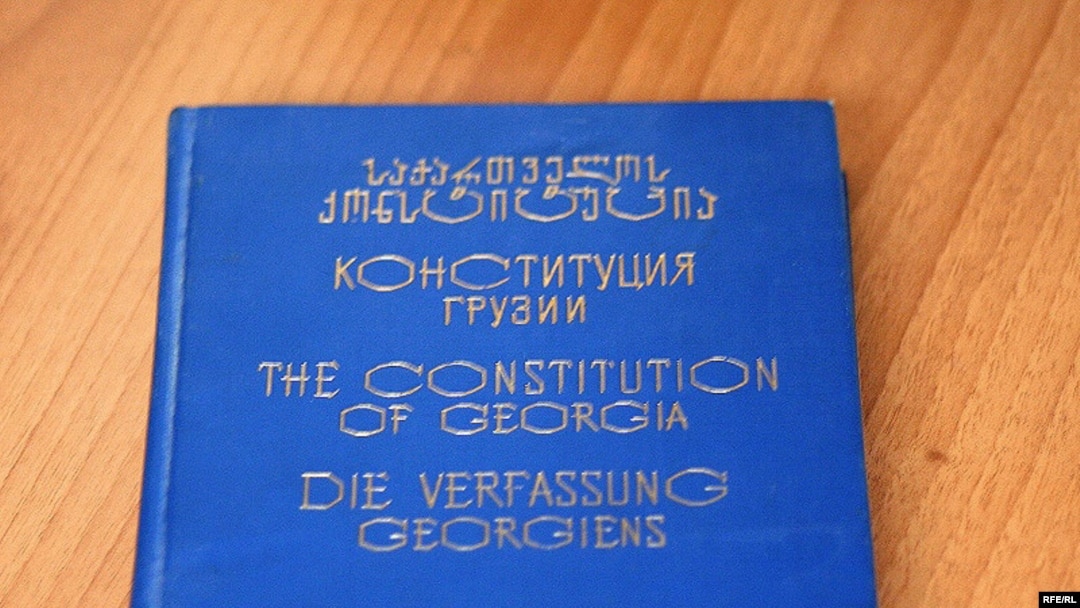 საქართველოს
კონსტიტუცია
КОНСТИТУЦИЯ
ГРУЗИИ
THE CONSTITUTION
OF GEORGIA
DIE VERFASSUNG
GEORGIENS
RFE/RL